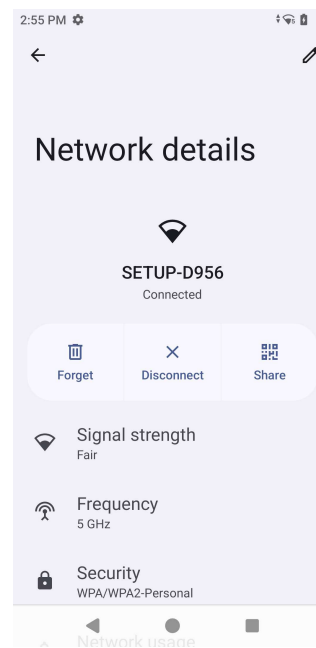 2:55 PM
Network details
SETUP-D956
Connected
Forget
Disconnect
Share
Signal strength
Fair
Frequency
5 GHz
Security
WPA/WPA2-Personal
Network usage